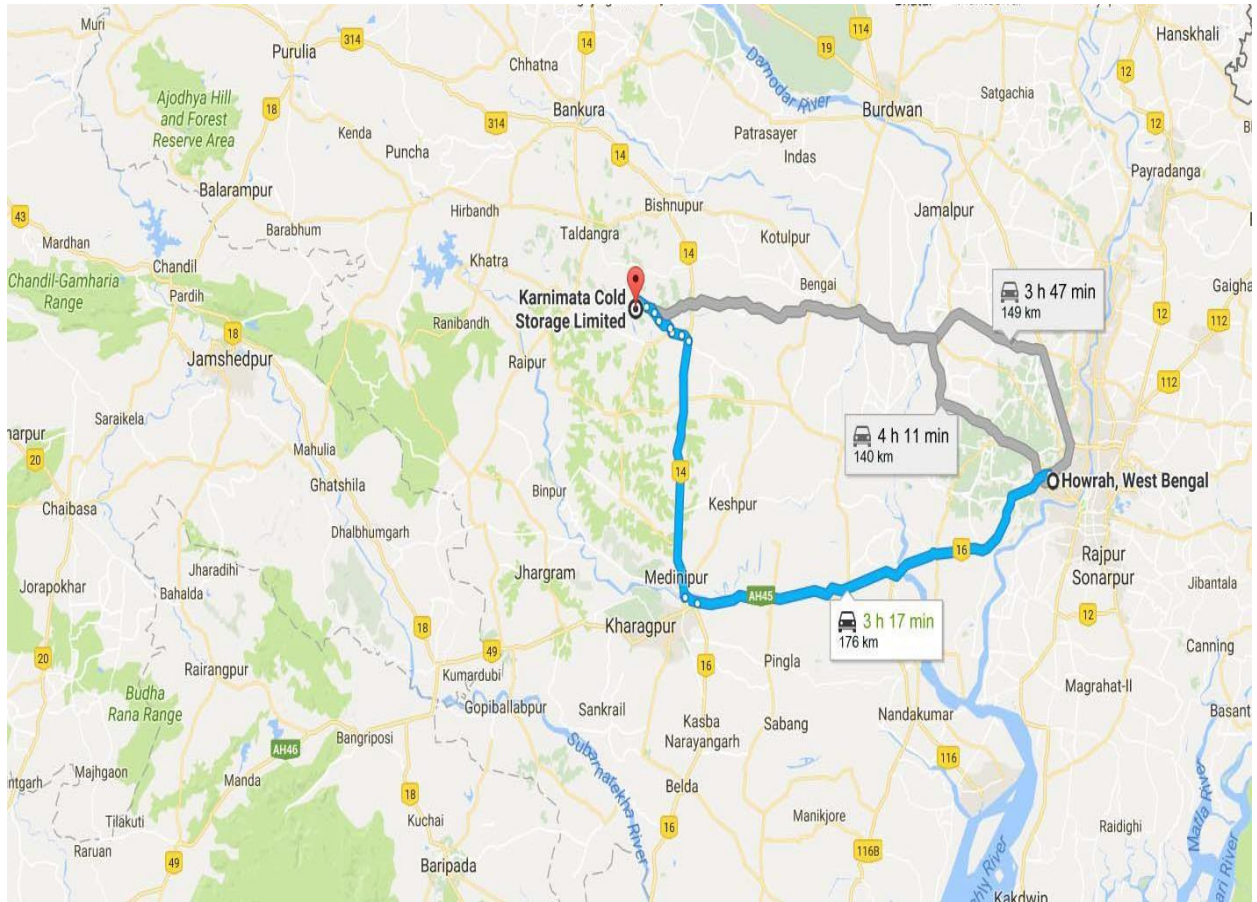 Muri
Purulia
314
14
Chhatna
19
114
Hanskhali
12
Damodar River
Satgachia
Burdwan
Ajodhya Hill
and Forest
Reserve Area
18
Bankura
Kenda
314
Patrasayer
12
Puncha
14
Indas
Payradanga
Balarampur
Hirbandh
Bishnupur
Jamalpur
43
Barabhum
Taldangra
Kotulpur
Mardhan
Chandil
Khatra
14
Bengai
Chandil-Gamharia
Range
Pardih
Karnimata Cold
Storage Limited
3 h 47 min
149 km
12
112
18
Ranibandh
Jamshedpur
Raipur
112
Saraikela
4 h 11 min
140 km
20
Mahulia
14
Howrah, West Bengal
Ghatshila
Binpur
Keshpur
Chaibasa
Dhalbhumgarh
16
Rajpur
Sonarpur
Jharadihi
Jhargram
Medinipur
Jorapokhar
Bahalda
AH45
Jibantala
Kharagpur
3 h 17 min
176 km
12
18
49
20
Rairangpur
Kumardubi
16
Pingla
Canning
Budha
Rana Range
Gopiballabpur
Sankrail
Kasba
Narayangarh
Sabang
Nandakumar
Magrahat-II
Bangriposi
AH46
Subarnarekha River
116
Majhgaon
Manda
Belda
Tilakuti
18
Kuchai
16
Manikjore
Matla River
Raidighi
Raruan
49
Baripada
116B
Kakdwip